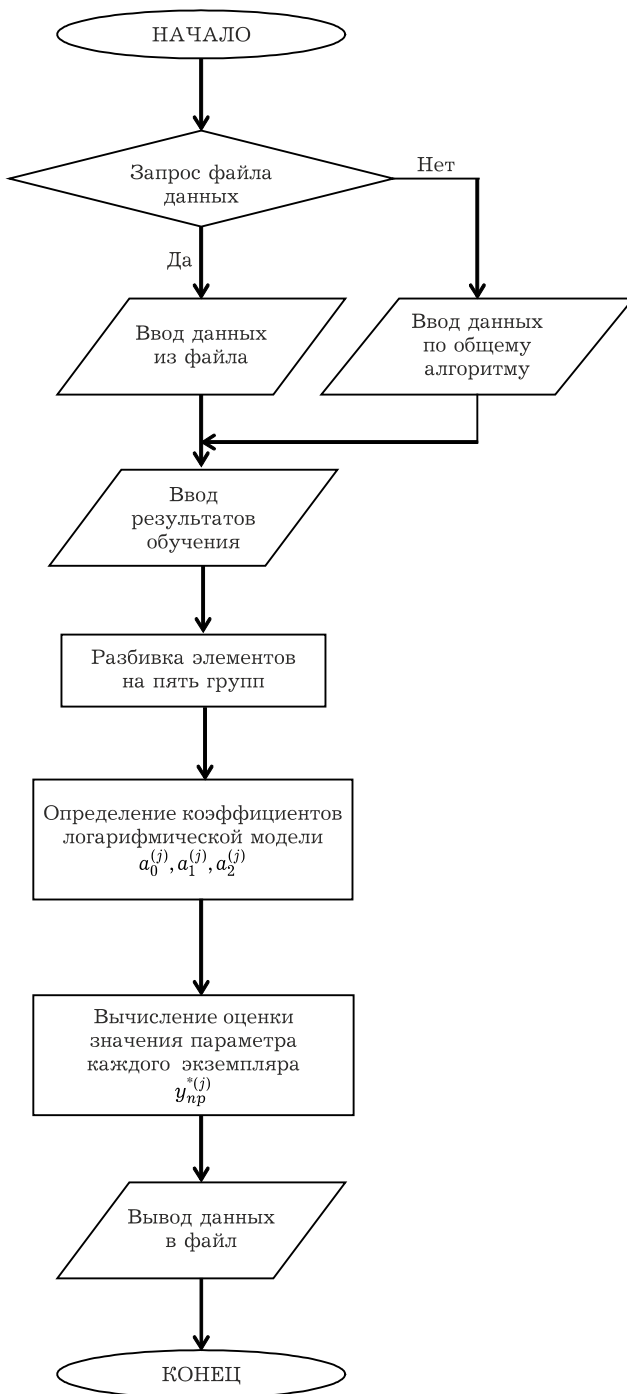 НАЧАЛО
Запрос файла
данных
Нет
Да
Ввод данных
из файла
Ввод данных
по общему
алгоритму
Ввод
результатов
обучения
Разбивка элементов
на пять групп
Определение коэффициентов
логарифмической модели
a_0^{(j)}, a_1^{(j)}, a_2^{(j)}
Вычисление оценки
значения параметра
каждого экземпляра
y_{np}^{*(j)}
Вывод данных
в файл
КОНЕЦ